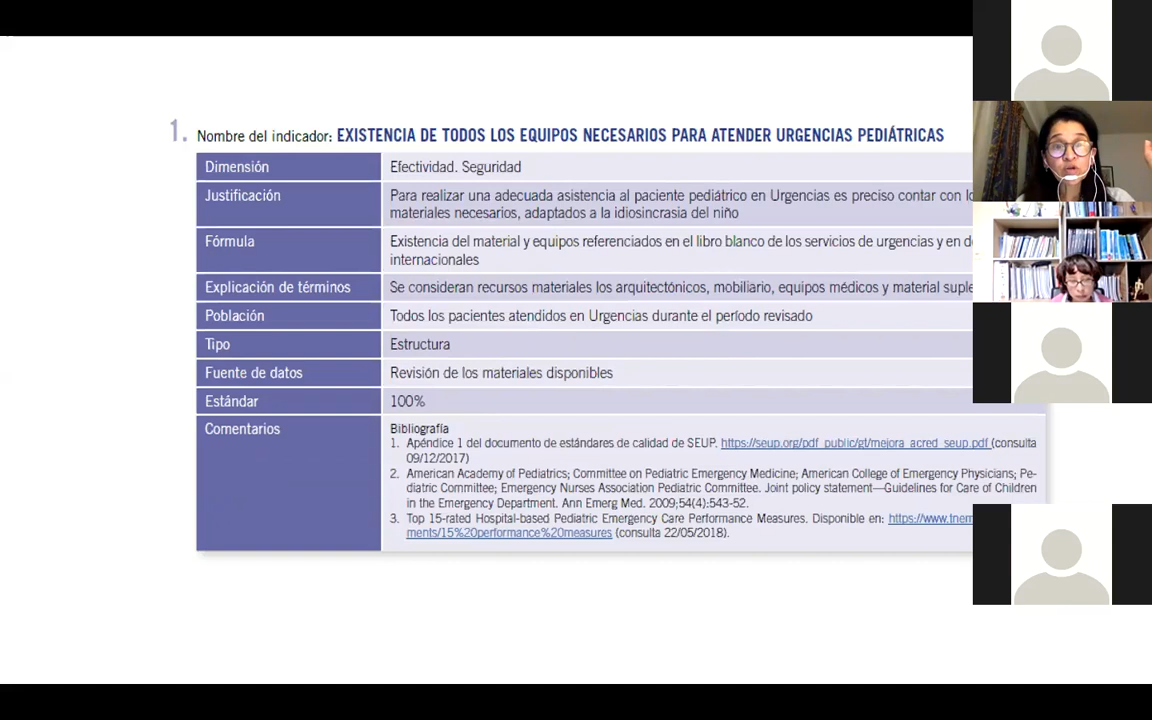 1. Nombre del indicador: EXISTENCIA DE TODOS LOS EQUIPOS NECESARIOS PARA ATENDER URGENCIAS PEDIÁTRICAS
Dimensión
Efectividad. Seguridad
Justificación
Para realizar una adecuada asistencia al paciente pediátrico en Urgencias es preciso contar con
materiales necesarios, adaptados a la idiosincrasia del niño
Fórmula
Existencia del material y equipos referenciados en el libro blanco de los servicios de urgencias y en
internacionales
Explicación de términos
Se consideran recursos materiales los arquitectónicos, mobiliario, equipos médicos y material
Población
Todos los pacientes atendidos en Urgencias durante el período revisado
Tipo
Estructura
Fuente de datos
Revisión de los materiales disponibles
Estándar
100%
Comentarios
Bibliografía
1. Apéndice 1 del documento de estándares de calidad de SEUP. https://seup.org/pdf_public/gt/mejora_acred_seup.pdf (consulta
09/12/2017)
2. American Academy of Pediatrics; Committee on Pediatric Emergency Medicine; American College of Emergency Physicians; Pe-
diatric Committee; Emergency Nurses Association Pediatric Committee. Joint policy statement—Guidelines for Care of Children
in the Emergency Department. Ann Emerg Med. 2009;54(4):543-52.
3. Top 15-rated Hospital-based Pediatric Emergency Care Performance Measures. Disponible en: https://www.tnem
ments/15%20performance%20measures (consulta 22/05/2018).